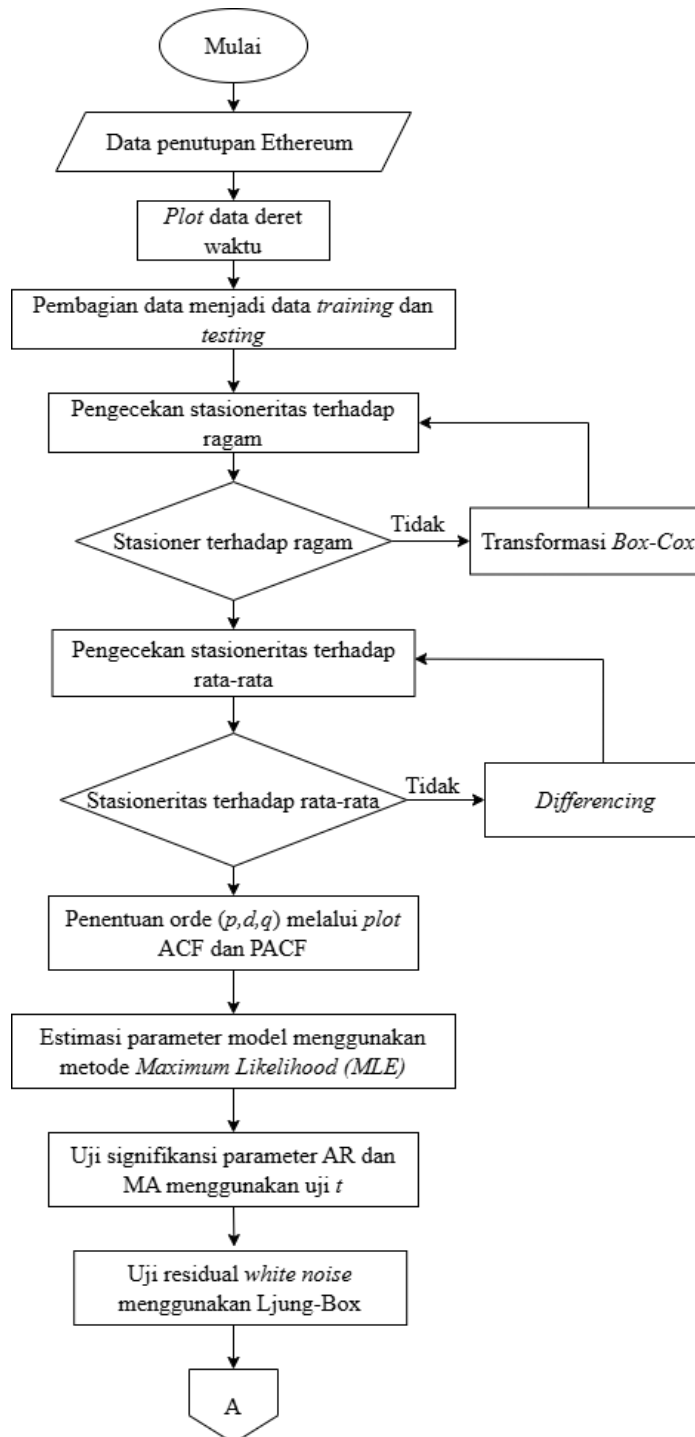 Mulai
Data penutupan Ethereum
Plot data deret
waktu
Pembagian data menjadi data training dan
testing
Pengecekan stasioneritas terhadap
ragam
Stasioner terhadap ragam
Tidak
Transformasi Box-Cox
Pengecekan stasioneritas terhadap
rata-rata
Stasioneritas terhadap rata-rata
Tidak
Differencing
Penentuan orde (p,d,q) melalui plot
ACF dan PACF
Estimasi parameter model menggunakan
metode Maximum Likelihood (MLE)
Uji signifikansi parameter AR dan
MA menggunakan uji t
Uji residual white noise
menggunakan Ljung-Box
A